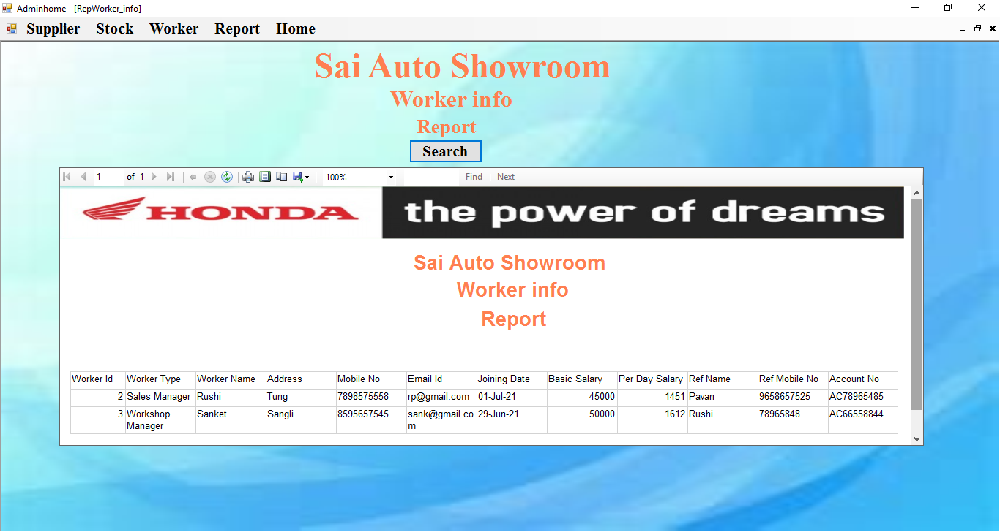 Adminhome - [RepWorker_info]
Supplier Stock Worker Report Home
Sai Auto Showroom
Worker info
Report
Search
1 of 1 100% Find | Next
HONDA the power of dreams
Sai Auto Showroom
Worker info
Report
Worker Id Worker Type Worker Name Address Mobile No Email Id Joining Date Basic Salary Per Day Salary Ref Name Ref Mobile No Account No
2 Sales Manager Rushi Tung 7898575558 rp@gmail.com 01-Jul-21 45000 1451 Pavan 9658657525 AC78965485
3 Workshop Sanket Sangli 8595657545 sank@gmail.co 29-Jun-21 50000 1612 Rushi 78965848 AC66558844
Manager m